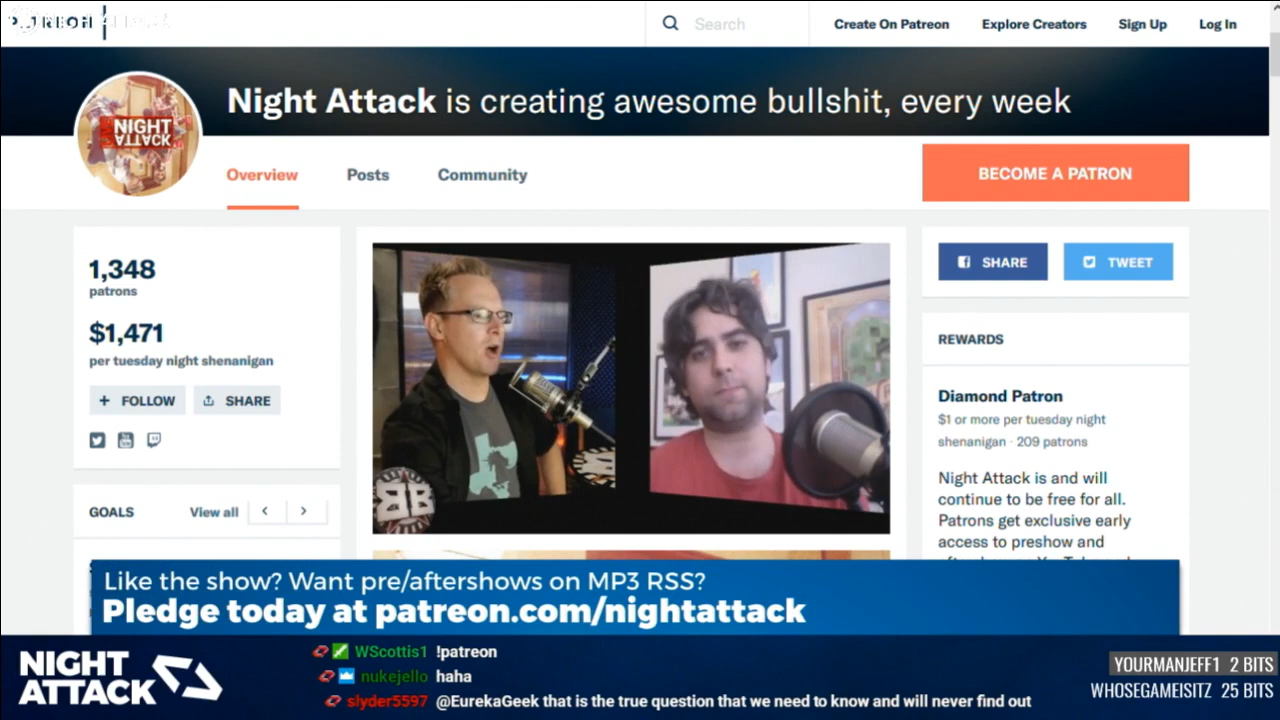 PATREON
Search
Create On Patreon
Explore Creators
Sign Up
Log In
NIGHT
ATTACK
Night Attack is creating awesome bullshit, every week
Overview
Posts
Community
BECOME A PATRON
1,348
patrons
$1,471
per tuesday night shenanigan
+ FOLLOW
SHARE
GOALS
View all
BB
SHARE
TWEET
REWARDS
Diamond Patron
$1 or more per tuesday night
shenanigan · 209 patrons
Night Attack is and will
continue to be free for all.
Patrons get exclusive early
access to preshow and
Like the show? Want pre/aftershows on MP3 RSS?
Pledge today at patreon.com/nightattack
NIGHT
ATTACK
WScottis1 !patreon
nukejello haha
slyder5597 @EurekaGeek that is the true question that we need to know and will never find out
YOURMANJEFF1 2 BITS
WHOSEGAMEISITZ 25 BITS